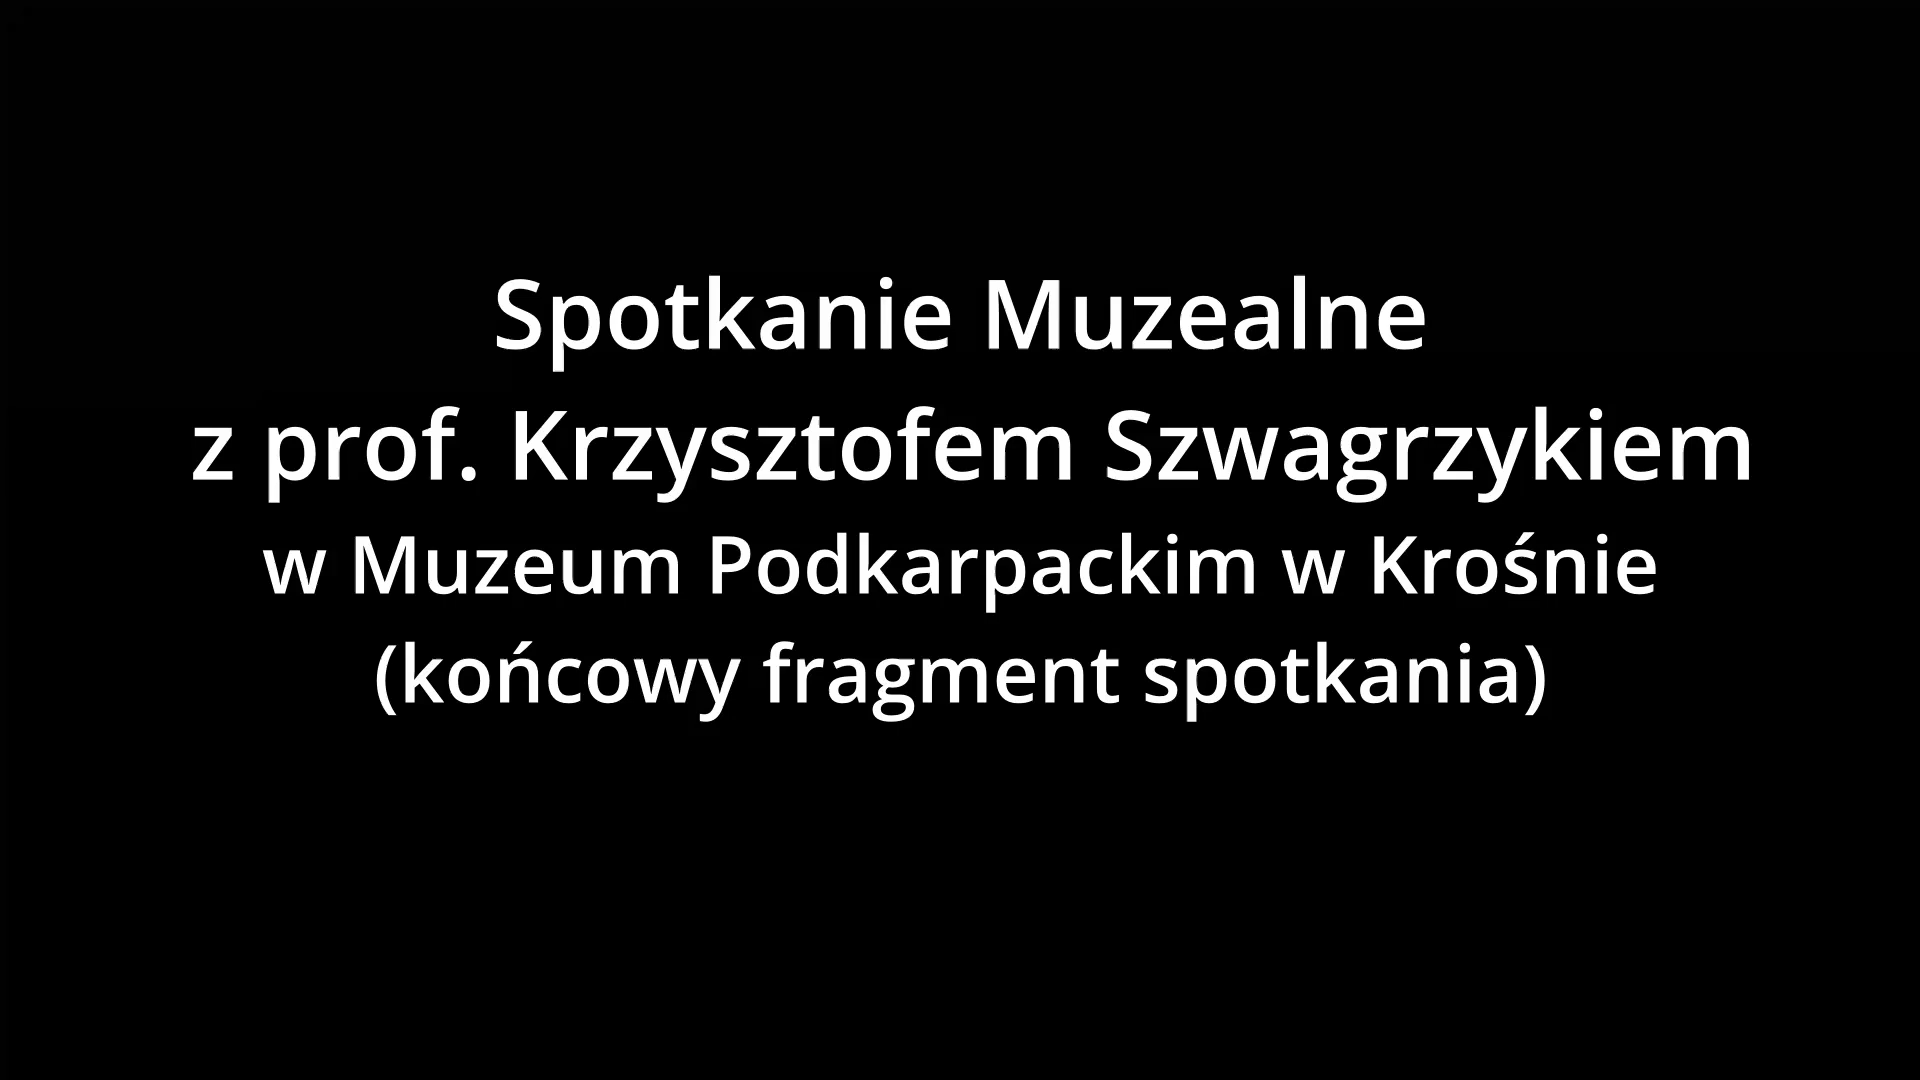 Spotkanie Muzealne
z prof. Krzysztofem Szwagrzykiem
w Muzeum Podkarpackim w Krośnie
(końcowy fragment spotkania)